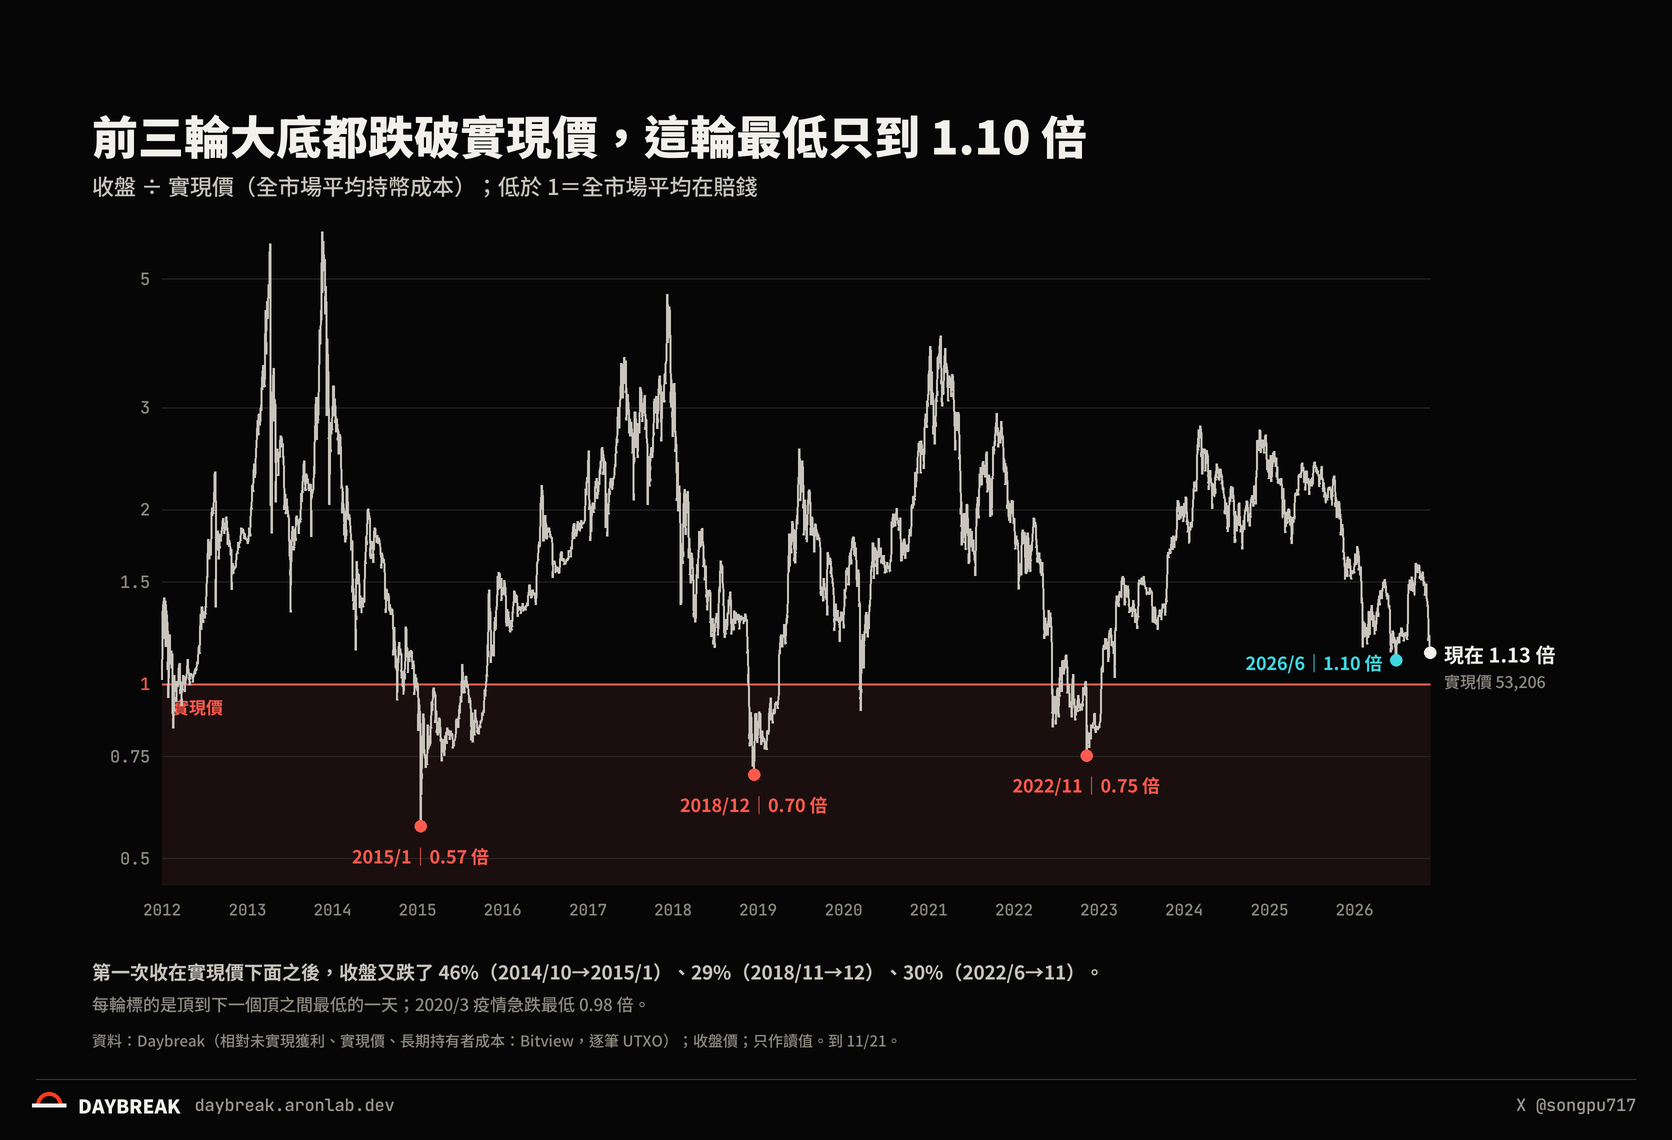 前三輪大底都跌破實現價，這輪最低只到 1.10 倍
收盤 ÷ 實現價（全市場平均持幣成本）；低於 1＝全市場平均在賠錢
5
3
2
1.5
1
0.75
0.5
實現價
2015/1｜0.57 倍
2018/12｜0.70 倍
2022/11｜0.75 倍
2026/6｜1.10 倍
現在 1.13 倍
實現價 53,206
2012 2013 2014 2015 2016 2017 2018 2019 2020 2021 2022 2023 2024 2025 2026
第一次收在實現價下面之後，收盤又跌了 46%（2014/10→2015/1）、29%（2018/11→12）、30%（2022/6→11）。
每輪標的是頂到下一個頂之間最低的一天；2020/3 疫情急跌最低 0.98 倍。
資料：Daybreak（相對未實現獲利、實現價、長期持有者成本：Bitview，逐筆 UTXO）；收盤價；只作讀值。到 11/21。
DAYBREAK daybreak.aronlab.dev
X @songpu717